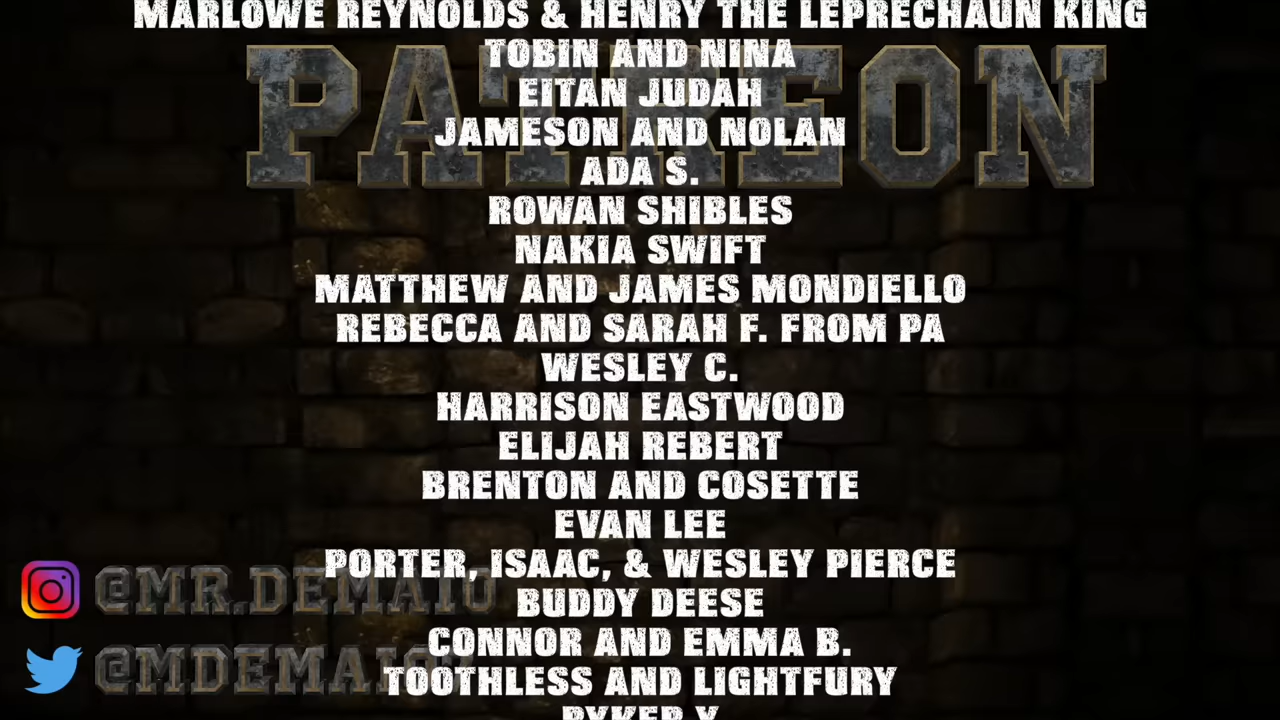 MARLOWE REYNOLDS & HENRY THE LEPRECHAUN KING
PATREON
TOBIN AND NINA
EITAN JUDAH
JAMESON AND NOLAN
ADA S.
ROWAN SHIBLES
NAKIA SWIFT
MATTHEW AND JAMES MONDIELLO
REBECCA AND SARAH F. FROM PA
WESLEY C.
HARRISON EASTWOOD
ELIJAH REBERT
BRENTON AND COSETTE
EVAN LEE
PORTER, ISAAC, & WESLEY PIERCE
@MR.DEMAIO
BUDDY DEESE
CONNOR AND EMMA B.
@MDEMAIO
TOOTHLESS AND LIGHTFURY
RYKER Y.